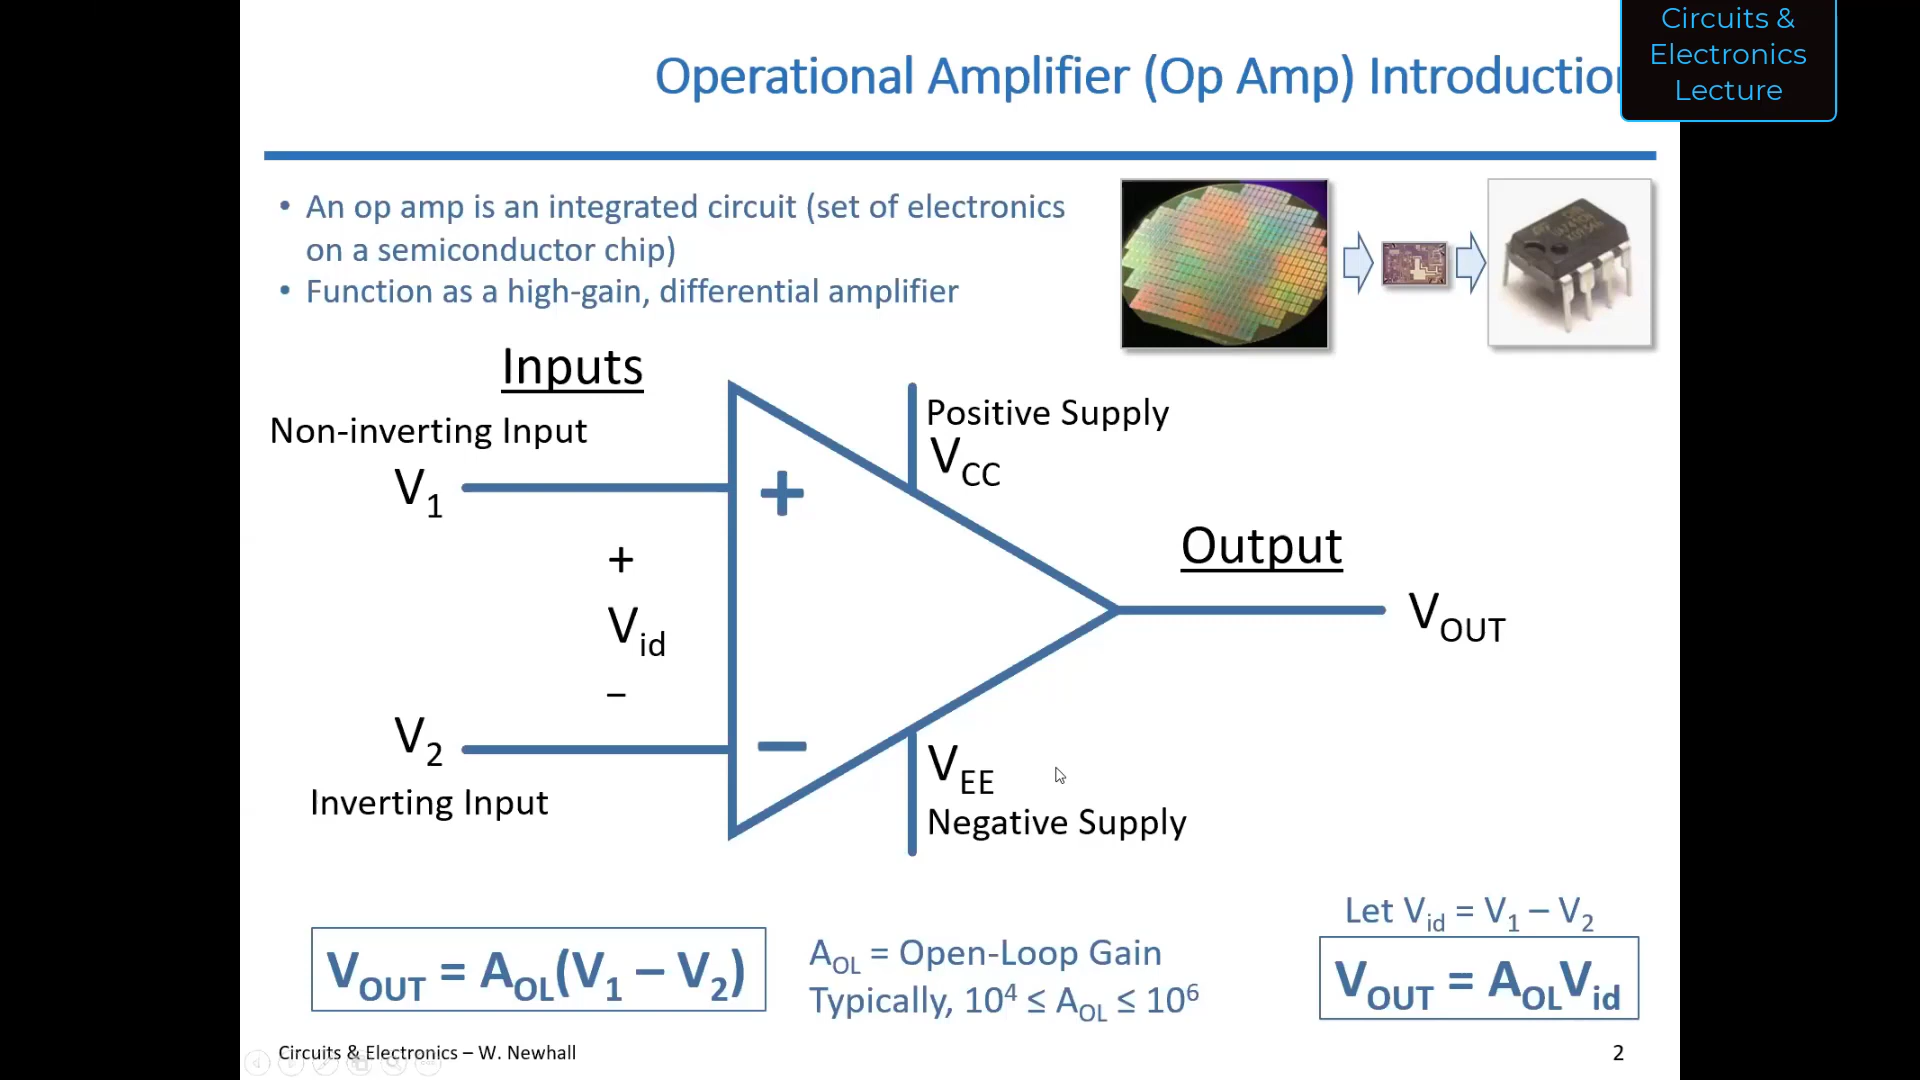 Circuits &
Electronics
Lecture
Operational Amplifier (Op Amp) Introductio
• An op amp is an integrated circuit (set of electronics
on a semiconductor chip)
• Function as a high-gain, differential amplifier
Inputs
Non-inverting Input
V1
+
+
Vid
–
V2
–
Inverting Input
Positive Supply
VCC
Output
VOUT
VEE
Negative Supply
Let Vid = V1 – V2
VOUT = AOL(V1 – V2)
AOL = Open-Loop Gain
Typically, 10⁴ ≤ AOL ≤ 10⁶
VOUT = AOLVid
Circuits & Electronics – W. Newhall
2